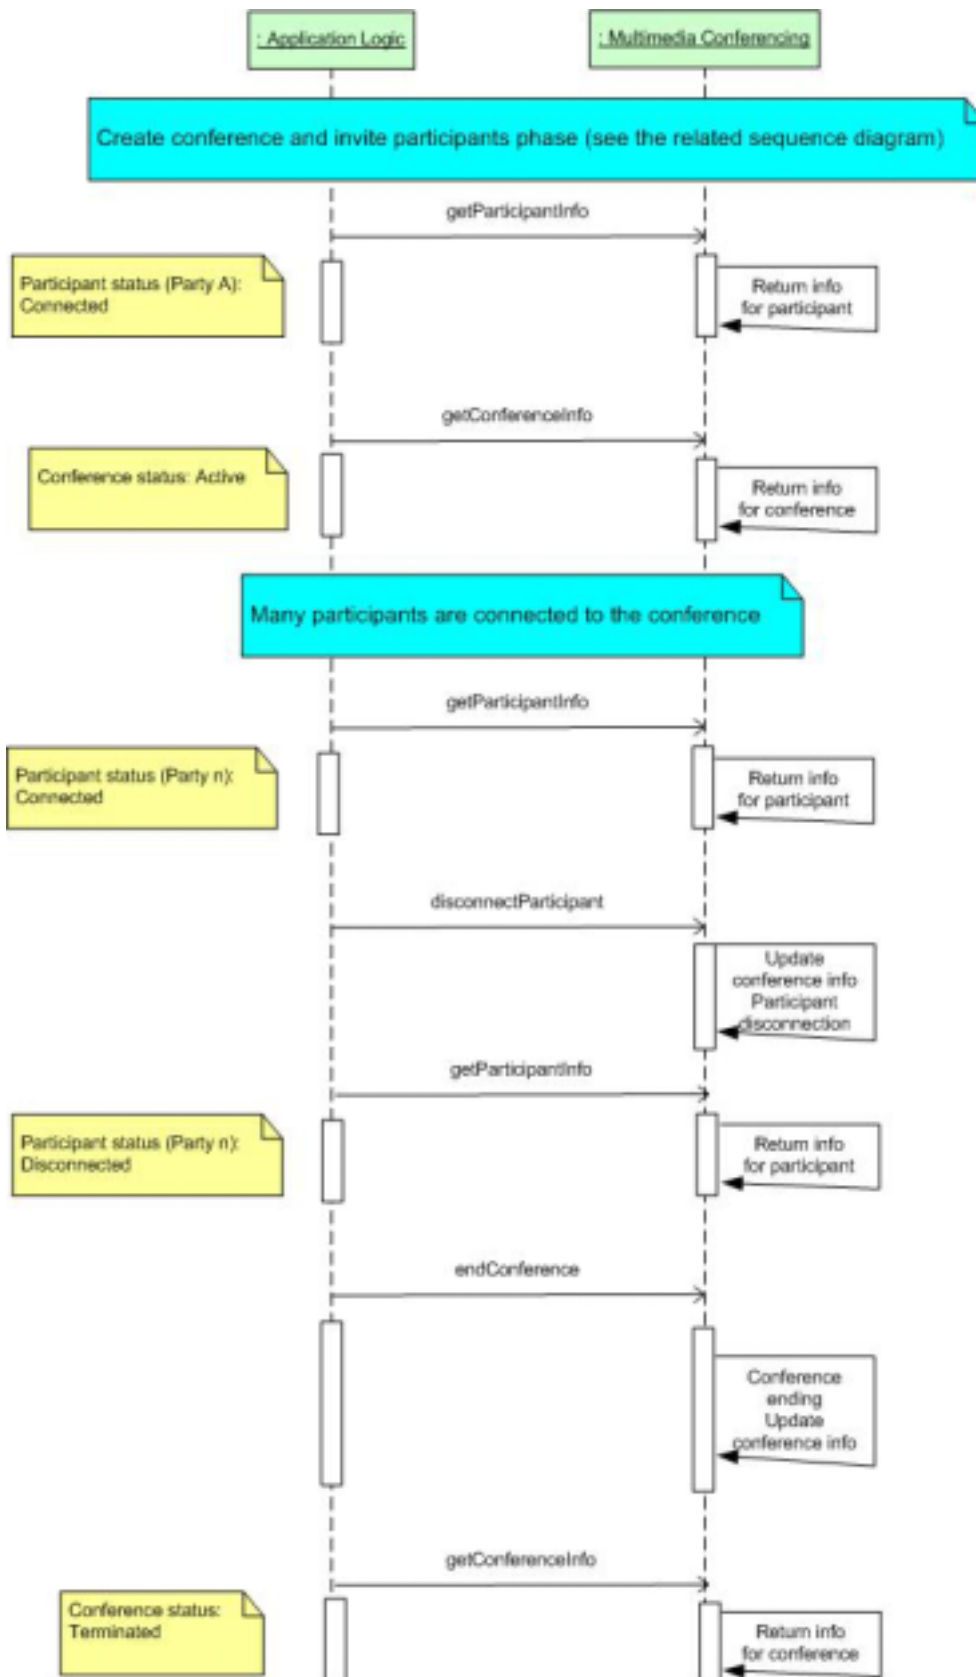 : Application Logic
: Multimedia Conferencing
Create conference and invite participants phase (see the related sequence diagram)
getParticipantInfo
Participant status (Party A):
Connected
Return info
for participant
getConferenceInfo
Conference status: Active
Return info
for conference
Many participants are connected to the conference
getParticipantInfo
Participant status (Party n):
Connected
Return info
for participant
disconnectParticipant
Update
conference info
Participant
disconnection
getParticipantInfo
Participant status (Party n):
Disconnected
Return info
for participant
endConference
Conference
ending
Update
conference info
getConferenceInfo
Conference status:
Terminated
Return info
for conference